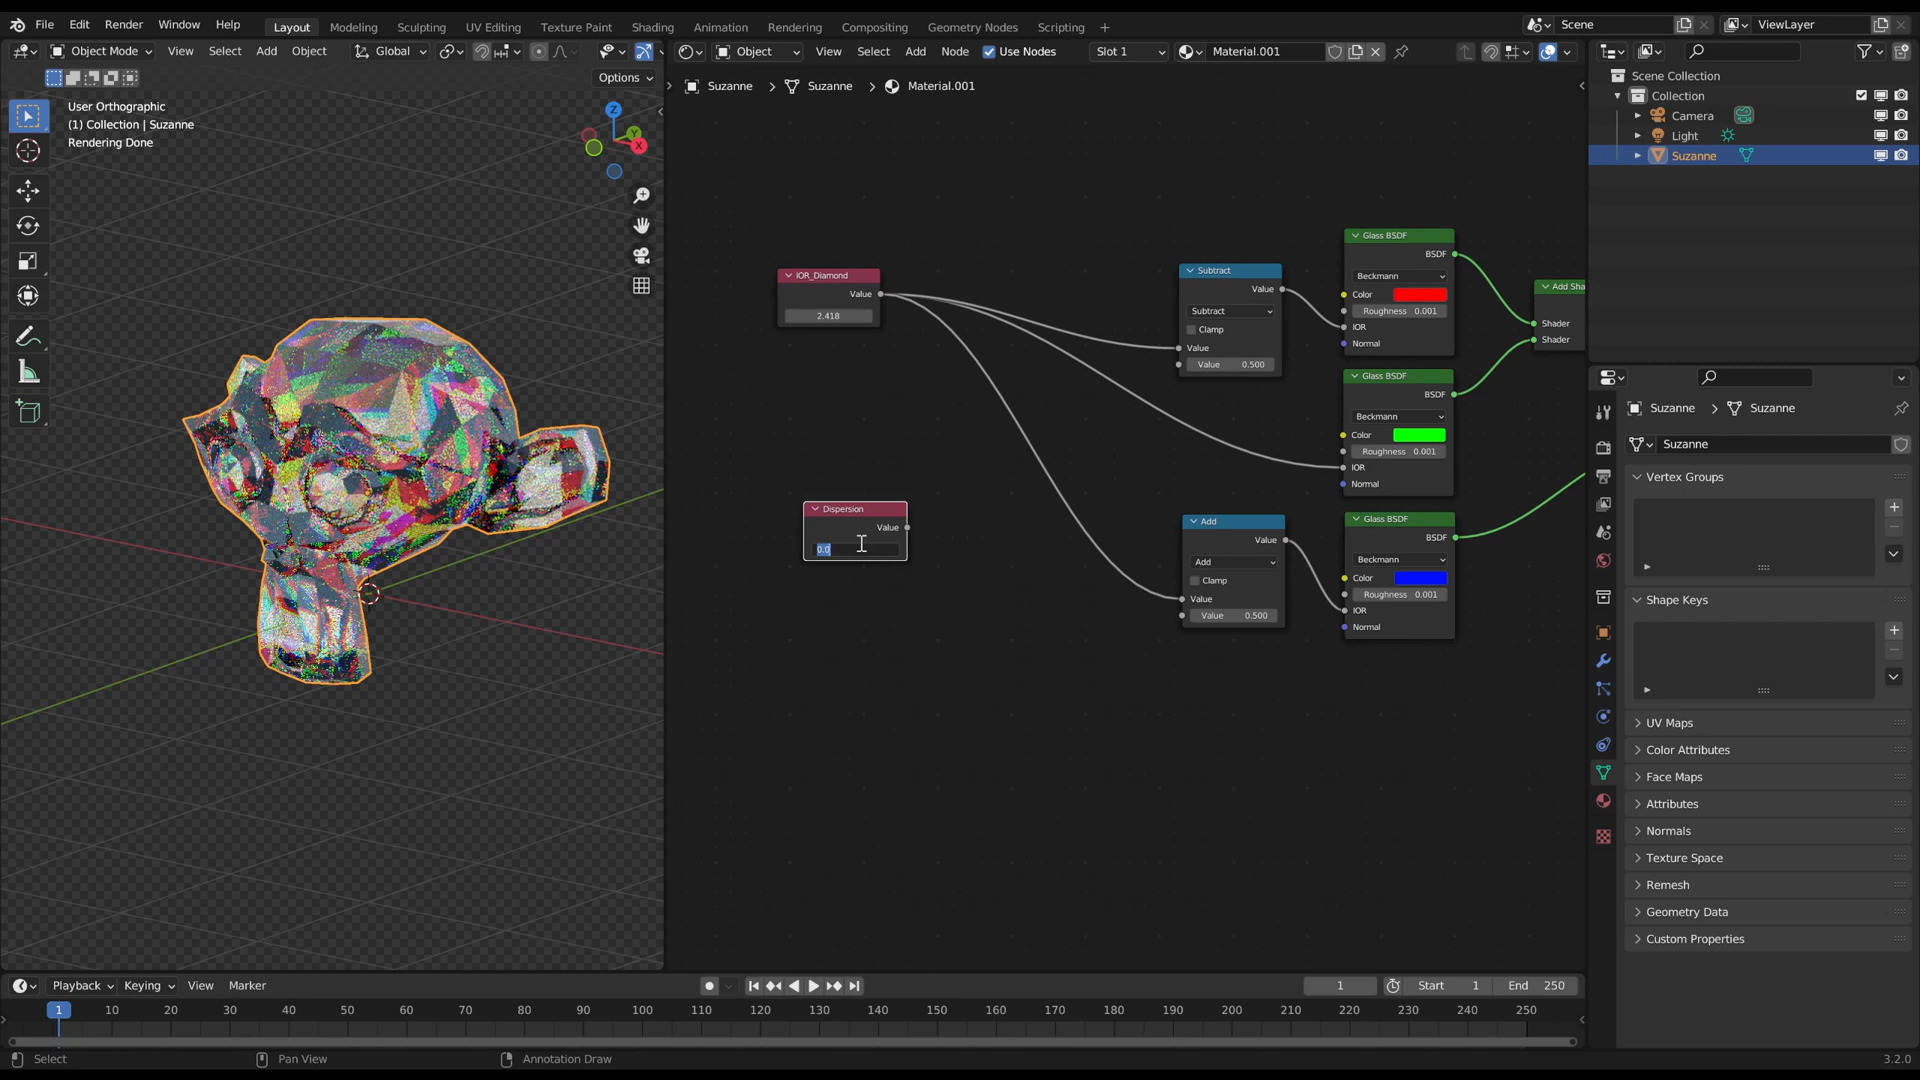 File Edit Render Window Help Layout Modeling Sculpting UV Editing Texture Paint Shading Animation Rendering Compositing Geometry Nodes Scripting + Scene ViewLayer
Object Mode View Select Add Object Global Object View Select Add Node Use Nodes Slot 1 Material.001
Options
Suzanne > Suzanne > Material.001
User Orthographic
(1) Collection | Suzanne
Rendering Done
Z
Y
X
IOR_Diamond
Value
2.418
Dispersion
Value
0.0
Subtract
Value
Subtract
Clamp
Value
Value 0.500
Add
Value
Add
Clamp
Value
Value 0.500
Glass BSDF
BSDF
Beckmann
Color
Roughness 0.001
IOR
Normal
Glass BSDF
BSDF
Beckmann
Color
Roughness 0.001
IOR
Normal
Glass BSDF
BSDF
Beckmann
Color
Roughness 0.001
IOR
Normal
Add Sha
Shader
Shader
Scene Collection
Collection
Camera
Light
Suzanne
Suzanne > Suzanne
Suzanne
Vertex Groups
Shape Keys
UV Maps
Color Attributes
Face Maps
Attributes
Normals
Texture Space
Remesh
Geometry Data
Custom Properties
Playback Keying View Marker 1 Start 1 End 250
1 10 20 30 40 50 60 70 80 90 100 110 120 130 140 150 160 170 180 190 200 210 220 230 240 250
Select Pan View Annotation Draw 3.2.0